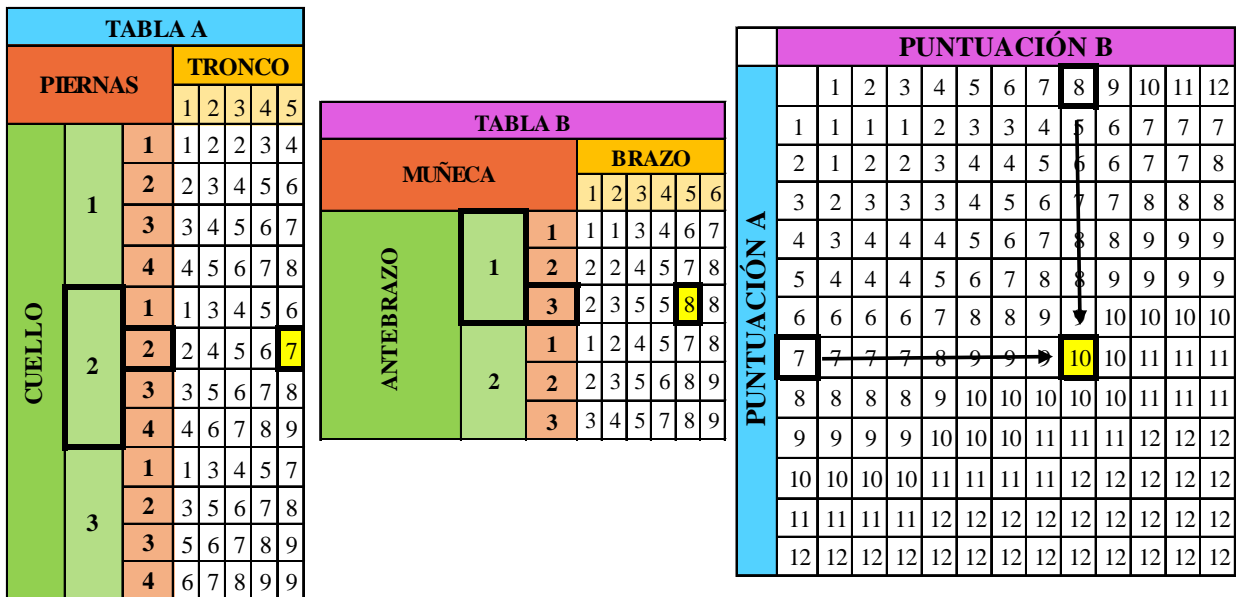 TABLA A
PIERNAS
TRONCO
1 2 3 4 5
CUELLO
1
1 1 2 2 3 4
2 2 3 4 5 6
3 3 4 5 6 7
4 4 5 6 7 8
2
1 1 3 4 5 6
2 2 4 5 6 7
3 3 5 6 7 8
4 4 6 7 8 9
3
1 1 3 4 5 7
2 3 5 6 7 8
3 5 6 7 8 9
4 6 7 8 9 9
TABLA B
MUÑECA
BRAZO
1 2 3 4 5 6
ANTEBRAZO
1
1 1 1 3 4 6 7
2 2 2 4 5 7 8
3 2 3 5 5 8 8
2
1 1 2 4 5 7 8
2 2 3 5 6 8 9
3 3 4 5 7 8 9
PUNTUACIÓN B
PUNTUACIÓN A
1 2 3 4 5 6 7 8 9 10 11 12
1 1 1 1 2 3 3 4 5 6 7 7 7
2 1 2 2 3 4 4 5 6 6 7 7 8
3 2 3 3 3 4 5 6 7 7 8 8 8
4 3 4 4 4 5 6 7 8 8 9 9 9
5 4 4 4 5 6 7 8 8 9 9 9 9
6 6 6 6 7 8 8 9 9 10 10 10 10
7 7 7 7 8 9 9 9 10 10 11 11 11
8 8 8 8 9 10 10 10 10 10 11 11 11
9 9 9 9 10 10 10 11 11 11 12 12 12
10 10 10 10 11 11 11 11 12 12 12 12 12
11 11 11 11 12 12 12 12 12 12 12 12 12
12 12 12 12 12 12 12 12 12 12 12 12 12